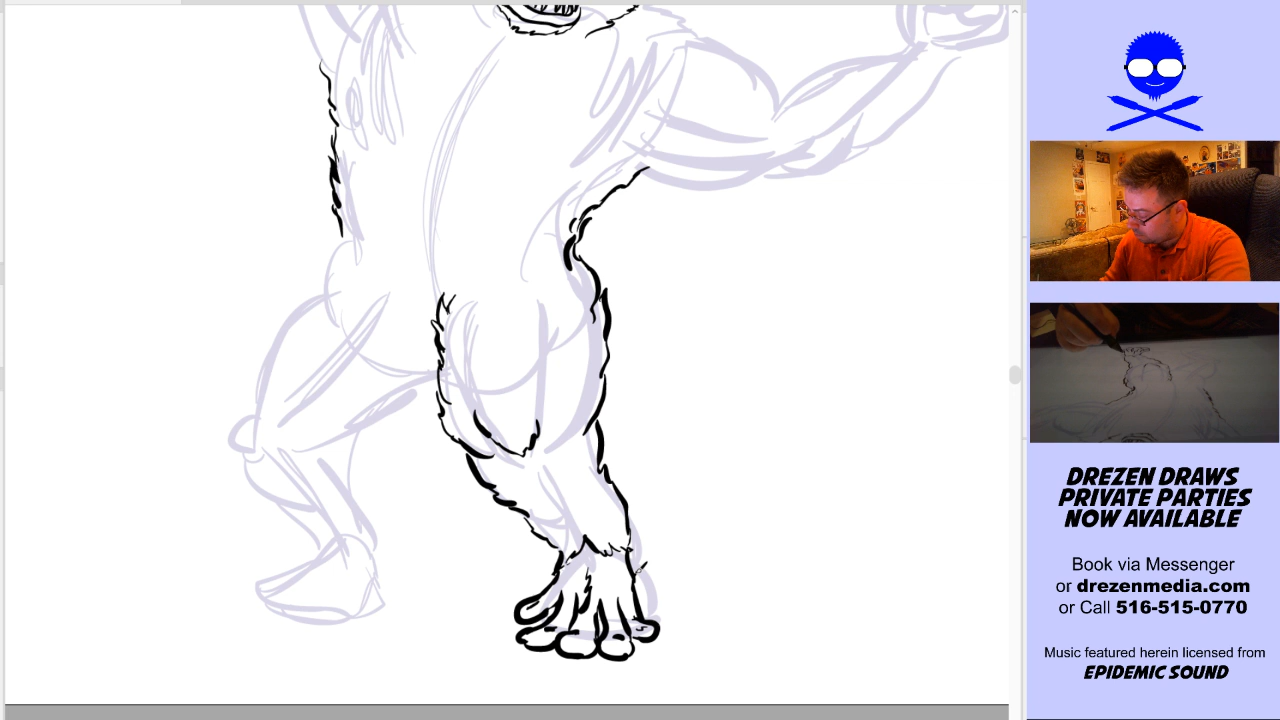 DREZEN DRAWS
PRIVATE PARTIES
NOW AVAILABLE
Book via Messenger
or drezenmedia.com
or Call 516-515-0770
Music featured herein licensed from
EPIDEMIC SOUND